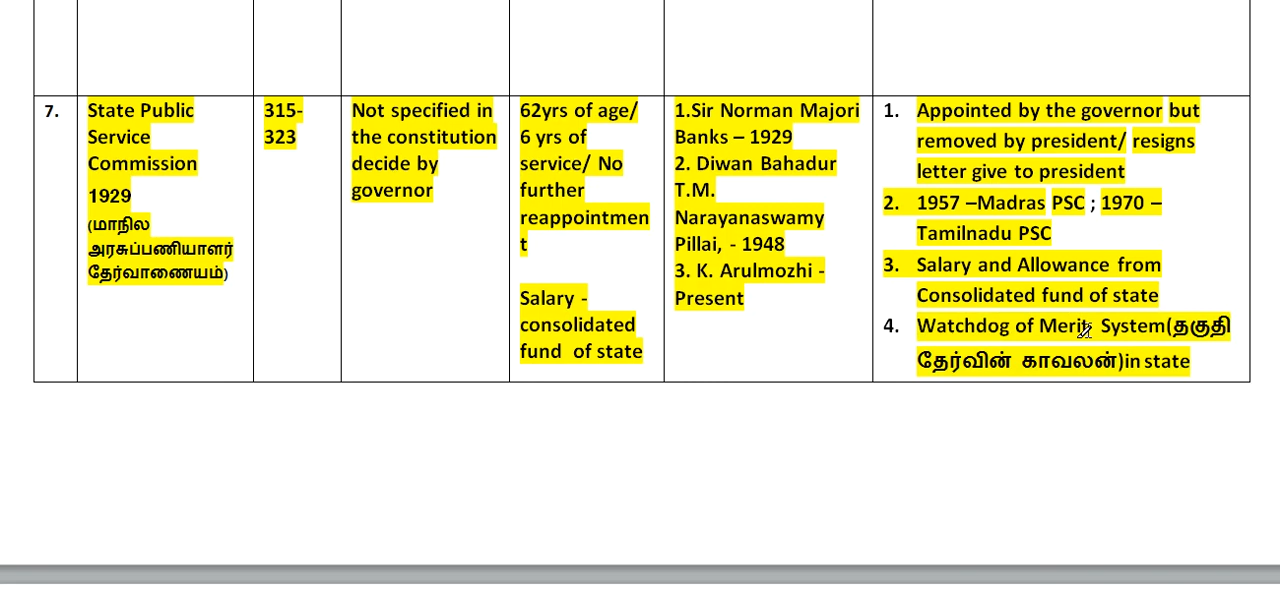 7.
State Public
Service
Commission
1929
(மாநில
அரசுப்பணியாளர்
தேர்வாணையம்)
315-
323
Not specified in
the constitution
decide by
governor
62yrs of age/
6 yrs of
service/ No
further
reappointmen
t
Salary -
consolidated
fund of state
1.Sir Norman Majori
Banks – 1929
2. Diwan Bahadur
T.M.
Narayanaswamy
Pillai, - 1948
3. K. Arulmozhi -
Present
1. Appointed by the governor but
removed by president/ resigns
letter give to president
2. 1957 –Madras PSC ; 1970 –
Tamilnadu PSC
3. Salary and Allowance from
Consolidated fund of state
4. Watchdog of Merit System(தகுதி
தேர்வின் காவலன்)in state